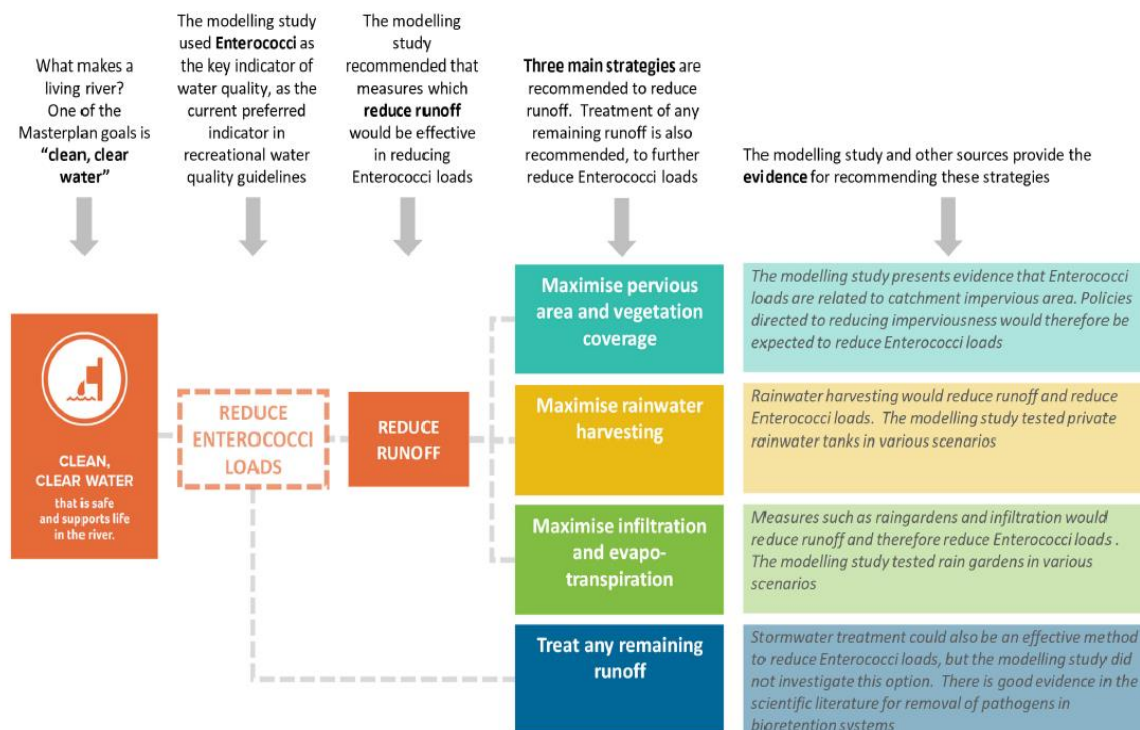 What makes a
living river?
One of the
Masterplan goals is
“clean, clear
water”
The modelling study
used Enterococci as
the key indicator of
water quality, as the
current preferred
indicator in
recreational water
quality guidelines
The modelling
study
recommended that
measures which
reduce runoff
would be effective
in reducing
Enterococci loads
Three main strategies are
recommended to reduce
runoff. Treatment of any
remaining runoff is also
recommended, to further
reduce Enterococci loads
The modelling study and other sources provide the
evidence for recommending these strategies
CLEAN,
CLEAR WATER
that is safe
and supports life
in the river.
REDUCE
ENTEROCOCCI
LOADS
REDUCE
RUNOFF
Maximise pervious
area and vegetation
coverage
The modelling study presents evidence that Enterococci
loads are related to catchment impervious area. Policies
directed to reducing imperviousness would therefore be
expected to reduce Enterococci loads
Maximise rainwater
harvesting
Rainwater harvesting would reduce runoff and reduce
Enterococci loads. The modelling study tested private
rainwater tanks in various scenarios
Maximise infiltration
and evapo-
transpiration
Measures such as raingardens and infiltration would
reduce runoff and therefore reduce Enterococci loads .
The modelling study tested rain gardens in various
scenarios
Treat any remaining
runoff
Stormwater treatment could also be an effective method
to reduce Enterococci loads, but the modelling study did
not investigate this option. There is good evidence in the
scientific literature for removal of pathogens in
bioretention systems